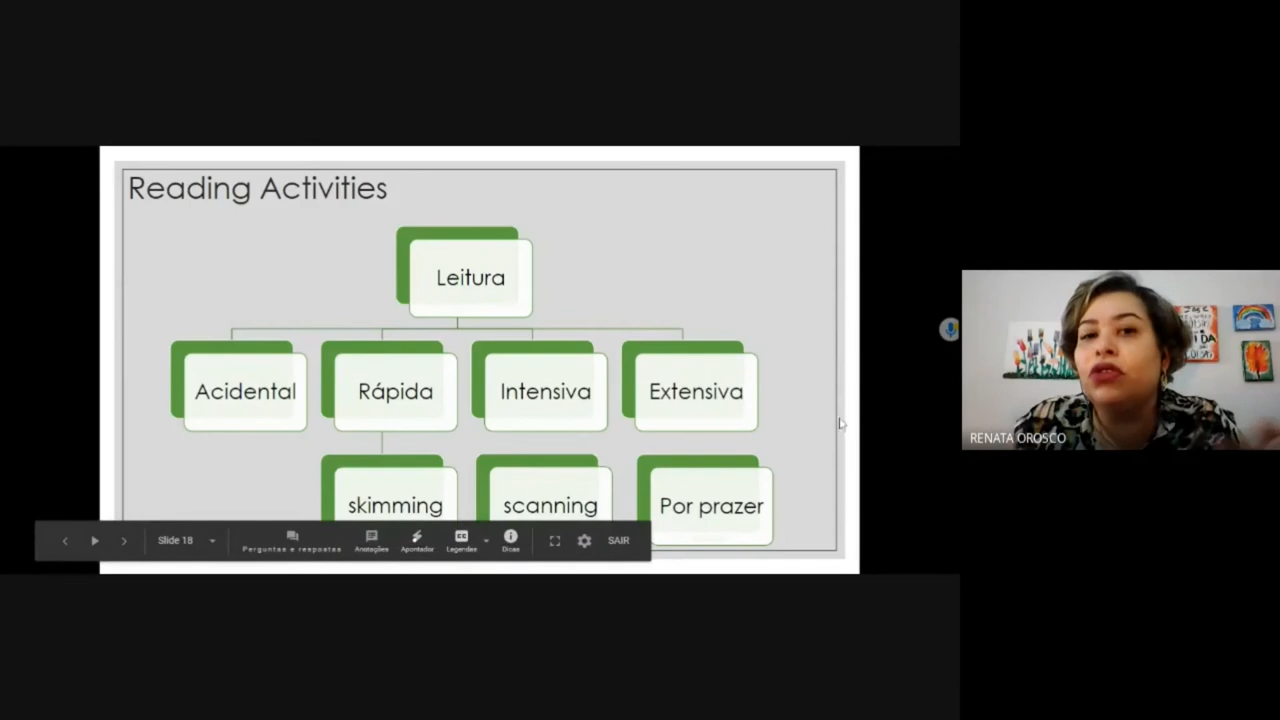 Reading Activities
Leitura
Acidental
Rápida
Intensiva
Extensiva
skimming
scanning
Por prazer
Slide 18
Perguntas e respostas
Anotações
Apontador
Legendas
Dicas
SAIR
RENATA OROSCO